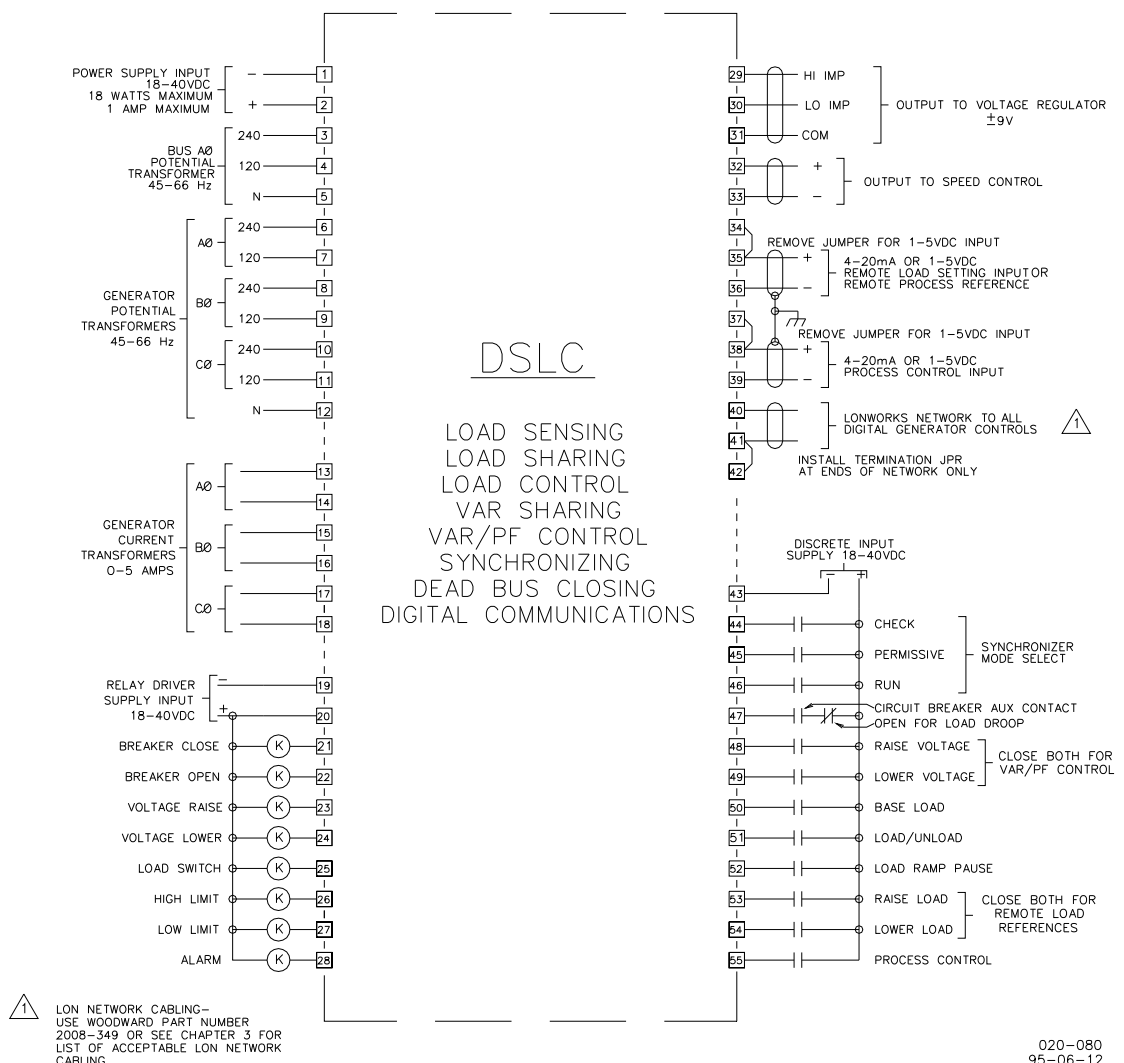 POWER SUPPLY INPUT
18-40VDC
18 WATTS MAXIMUM
1 AMP MAXIMUM
-
+
1
2
BUS AØ
POTENTIAL
TRANSFORMER
45-66 Hz
240
120
N
3
4
5
GENERATOR
POTENTIAL
TRANSFORMERS
45-66 Hz
AØ
240
120
6
7
BØ
240
120
8
9
CØ
240
120
10
11
N
12
GENERATOR
CURRENT
TRANSFORMERS
0-5 AMPS
AØ
13
14
BØ
15
16
CØ
17
18
RELAY DRIVER
SUPPLY INPUT
18-40VDC
-
+
19
20
BREAKER CLOSE K 21
BREAKER OPEN K 22
VOLTAGE RAISE K 23
VOLTAGE LOWER K 24
LOAD SWITCH K 25
HIGH LIMIT K 26
LOW LIMIT K 27
ALARM K 28
DSLC
LOAD SENSING
LOAD SHARING
LOAD CONTROL
VAR SHARING
VAR/PF CONTROL
SYNCHRONIZING
DEAD BUS CLOSING
DIGITAL COMMUNICATIONS
29 HI IMP
30 LO IMP
31 COM
OUTPUT TO VOLTAGE REGULATOR
±9V
32 +
33 -
OUTPUT TO SPEED CONTROL
34
REMOVE JUMPER FOR 1-5VDC INPUT
35 +
36 -
4-20mA OR 1-5VDC
REMOTE LOAD SETTING INPUT OR
REMOTE PROCESS REFERENCE
37
REMOVE JUMPER FOR 1-5VDC INPUT
38 +
39 -
4-20mA OR 1-5VDC
PROCESS CONTROL INPUT
40
41
LONWORKS NETWORK TO ALL
DIGITAL GENERATOR CONTROLS
1
42
INSTALL TERMINATION JPR
AT ENDS OF NETWORK ONLY
DISCRETE INPUT
SUPPLY 18-40VDC
- +
43
44 CHECK
45 PERMISSIVE
46 RUN
SYNCHRONIZER
MODE SELECT
47
CIRCUIT BREAKER AUX CONTACT
OPEN FOR LOAD DROOP
48 RAISE VOLTAGE
49 LOWER VOLTAGE
CLOSE BOTH FOR
VAR/PF CONTROL
50 BASE LOAD
51 LOAD/UNLOAD
52 LOAD RAMP PAUSE
53 RAISE LOAD
54 LOWER LOAD
CLOSE BOTH FOR
REMOTE LOAD
REFERENCES
55 PROCESS CONTROL
1
LON NETWORK CABLING-
USE WOODWARD PART NUMBER
2008-349 OR SEE CHAPTER 3 FOR
LIST OF ACCEPTABLE LON NETWORK
CABLING
020-080
95-06-12